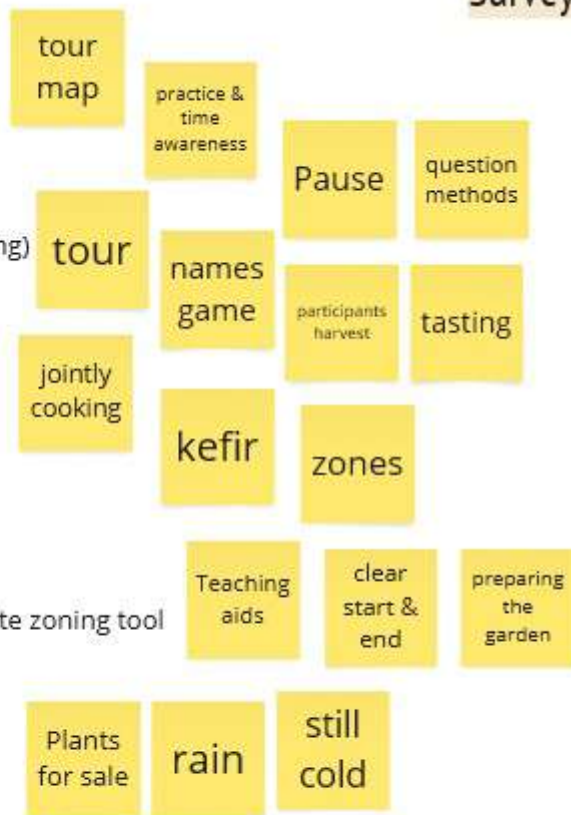 Survey
tour
map
practice &
time
awareness
Pause
question
methods
ng)
tour
names
game
participants
harvest
tasting
jointly
cooking
kefir
zones
te zoning tool
Teaching
aids
clear
start &
end
preparing
the
garden
Plants
for sale
rain
still
cold